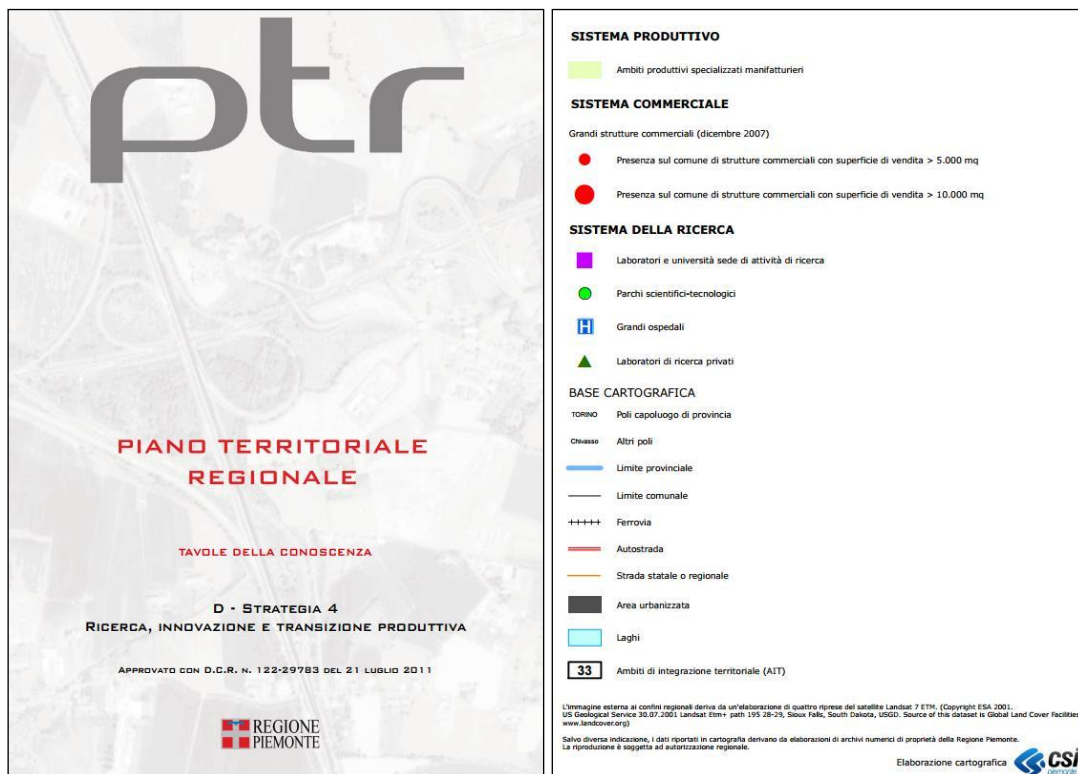 ptr
PIANO TERRITORIALE
REGIONALE
TAVOLE DELLA CONOSCENZA
D - STRATEGIA 4
RICERCA, INNOVAZIONE E TRANSIZIONE PRODUTTIVA
APPROVATO CON D.C.R. N. 122-29783 DEL 21 LUGLIO 2011
REGIONE
PIEMONTE
SISTEMA PRODUTTIVO
Ambiti produttivi specializzati manifatturieri
SISTEMA COMMERCIALE
Grandi strutture commerciali (dicembre 2007)
Presenza sul comune di strutture commerciali con superficie di vendita > 5.000 mq
Presenza sul comune di strutture commerciali con superficie di vendita > 10.000 mq
SISTEMA DELLA RICERCA
Laboratori e università sede di attività di ricerca
Parchi scientifici-tecnologici
H Grandi ospedali
Laboratori di ricerca privati
BASE CARTOGRAFICA
TORINO Poli capoluogo di provincia
Chivasso Altri poli
Limite provinciale
Limite comunale
Ferrovia
Autostrada
Strada statale o regionale
Area urbanizzata
Laghi
33 Ambiti di integrazione territoriale (AIT)
L'immagine esterna ai confini regionali deriva da un'elaborazione di quattro riprese del satellite Landsat 7 ETM. (Copyright ESA 2001.
US Geological Service 30.07.2001 Landsat Etm+ path 195 28-29, Sioux Falls, South Dakota, USGD. Source of this dataset is Global Land Cover Facilities
www.landcover.org)
Salvo diversa indicazione, i dati riportati in cartografia derivano da elaborazioni di archivi numerici di proprietà della Regione Piemonte.
La riproduzione è soggetta ad autorizzazione regionale.
Elaborazione cartografica csi
piemonte